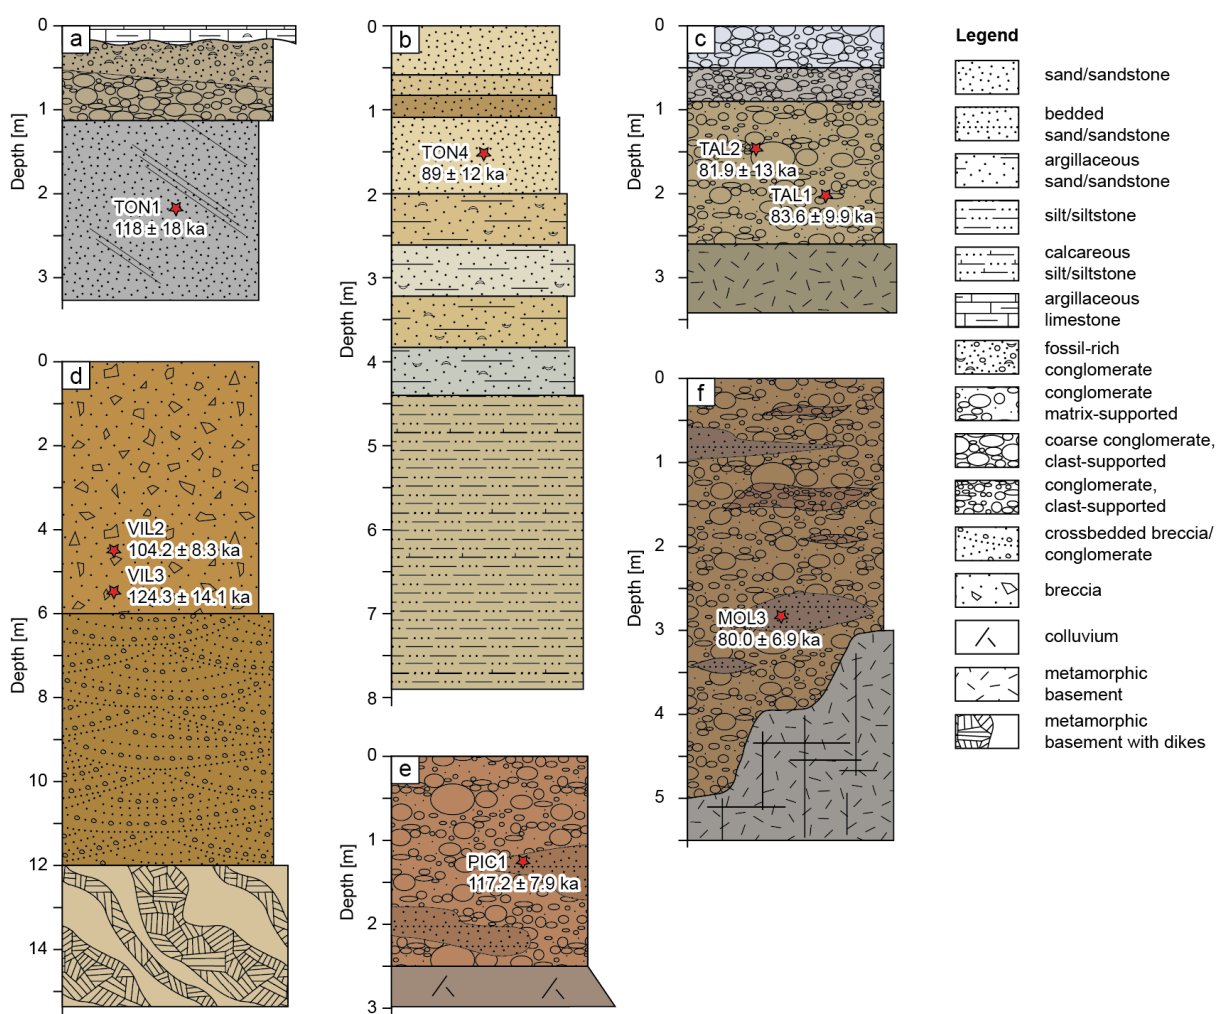 a
0
1
2
3
Depth [m]
TON1
118 ± 18 ka
b
0
1
2
3
4
5
6
7
8
Depth [m]
TON4
89 ± 12 ka
c
0
1
2
3
Depth [m]
TAL2
81.9 ± 13 ka
TAL1
83.6 ± 9.9 ka
d
0
2
4
6
8
10
12
14
Depth [m]
VIL2
104.2 ± 8.3 ka
VIL3
124.3 ± 14.1 ka
e
0
1
2
3
Depth [m]
PIC1
117.2 ± 7.9 ka
f
0
1
2
3
4
5
Depth [m]
MOL3
80.0 ± 6.9 ka
Legend
sand/sandstone
bedded
sand/sandstone
argillaceous
sand/sandstone
silt/siltstone
calcareous
silt/siltstone
argillaceous
limestone
fossil-rich
conglomerate
conglomerate
matrix-supported
coarse conglomerate,
clast-supported
conglomerate,
clast-supported
crossbedded breccia/
conglomerate
breccia
colluvium
metamorphic
basement
metamorphic
basement with dikes